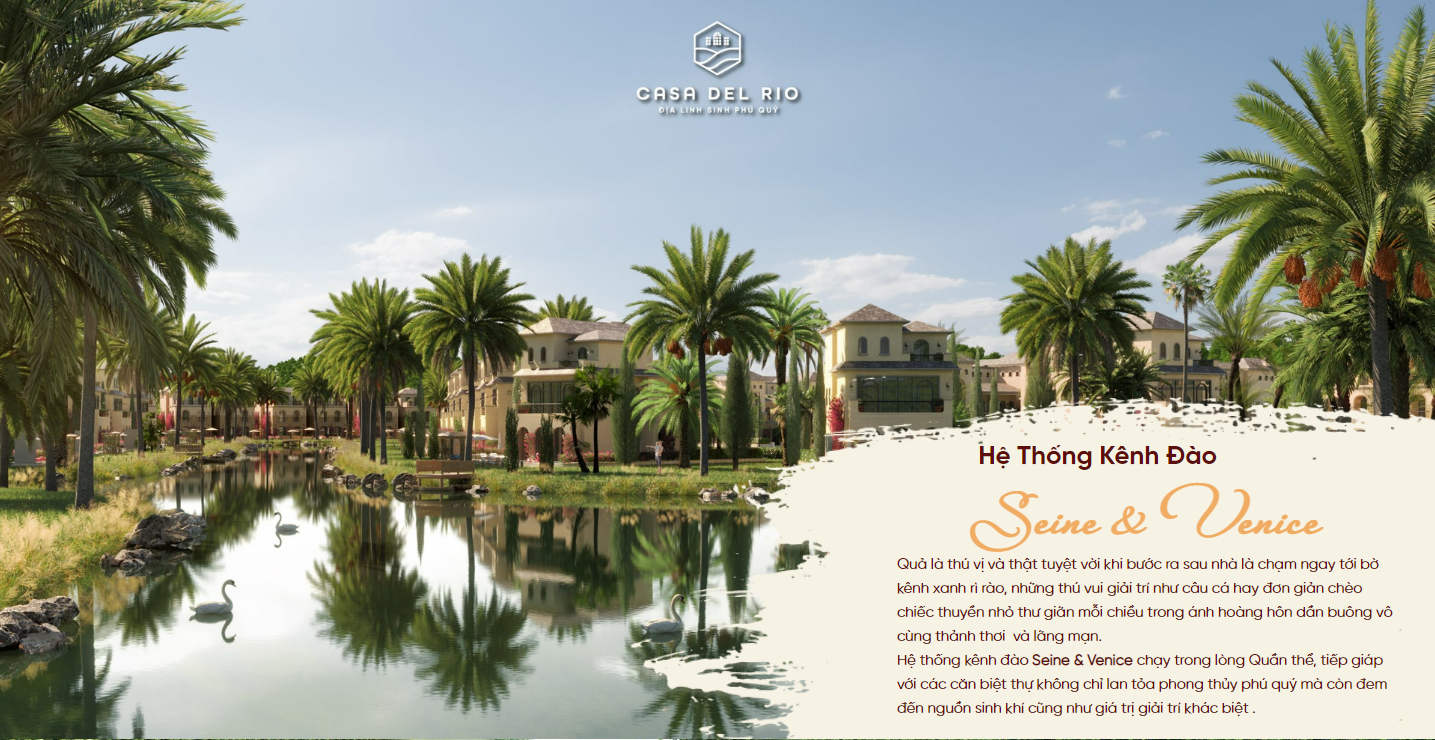 CASA DEL RIO
ĐỊA LINH SINH PHÚ QUÝ
Hệ Thống Kênh Đào
Seine & Venice
Quả là thú vị và thật tuyệt vời khi bước ra sau nhà là chạm ngay tới bờ
kênh xanh rì rào, những thú vui giải trí như câu cá hay đơn giản chèo
chiếc thuyền nhỏ thư giãn mỗi chiều trong ánh hoàng hôn dần buông vô
cùng thảnh thơi  và lãng mạn.
Hệ thống kênh đào Seine & Venice chạy trong lòng Quần thể, tiếp giáp
với các căn biệt thự không chỉ lan tỏa phong thủy phú quý mà còn đem
đến nguồn sinh khí cũng như giá trị giải trí khác biệt .